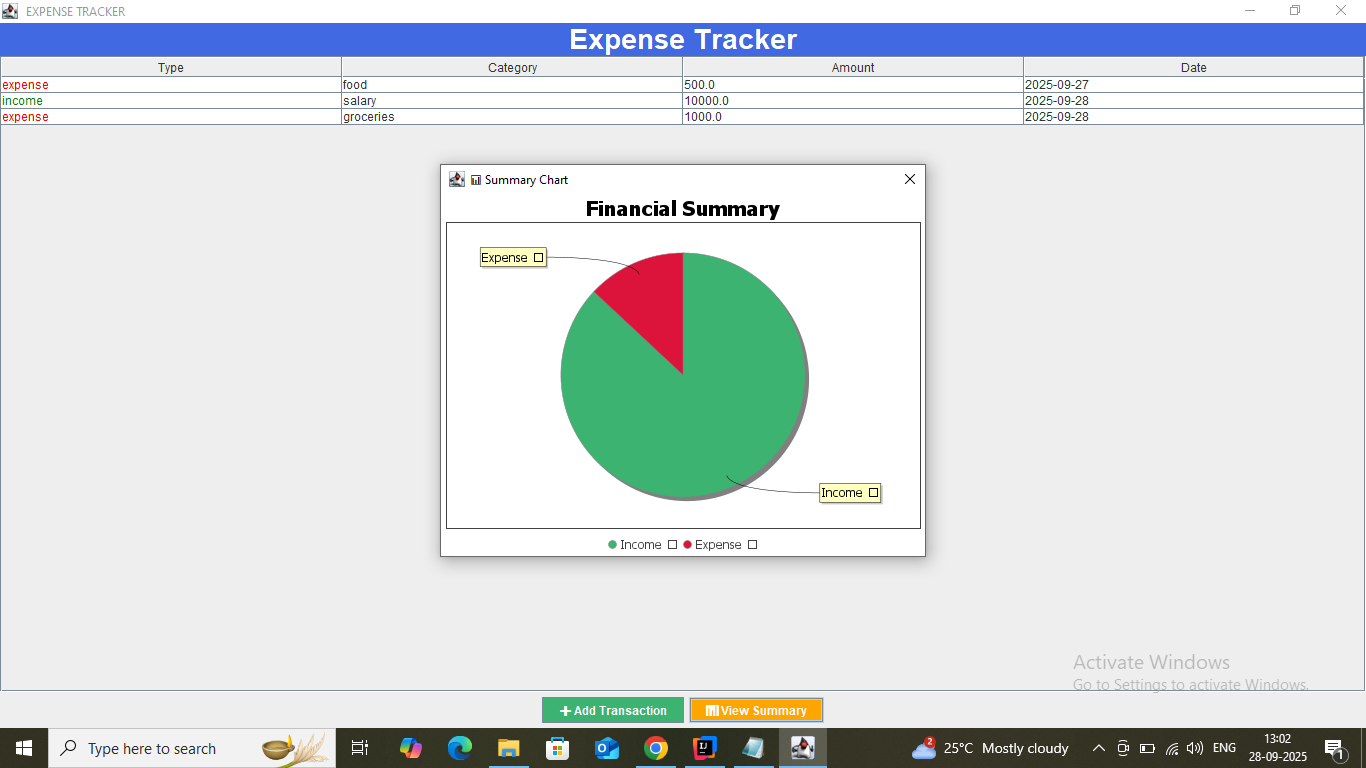 EXPENSE TRACKER
Expense Tracker
Type Category Amount Date
expense food 500.0 2025-09-27
income salary 10000.0 2025-09-28
expense groceries 1000.0 2025-09-28
Summary Chart
Financial Summary
Expense
Income
Income Expense
Activate Windows
Go to Settings to activate Windows.
Add Transaction View Summary
Type here to search
2
25°C Mostly cloudy
ENG
13:02
28-09-2025
1